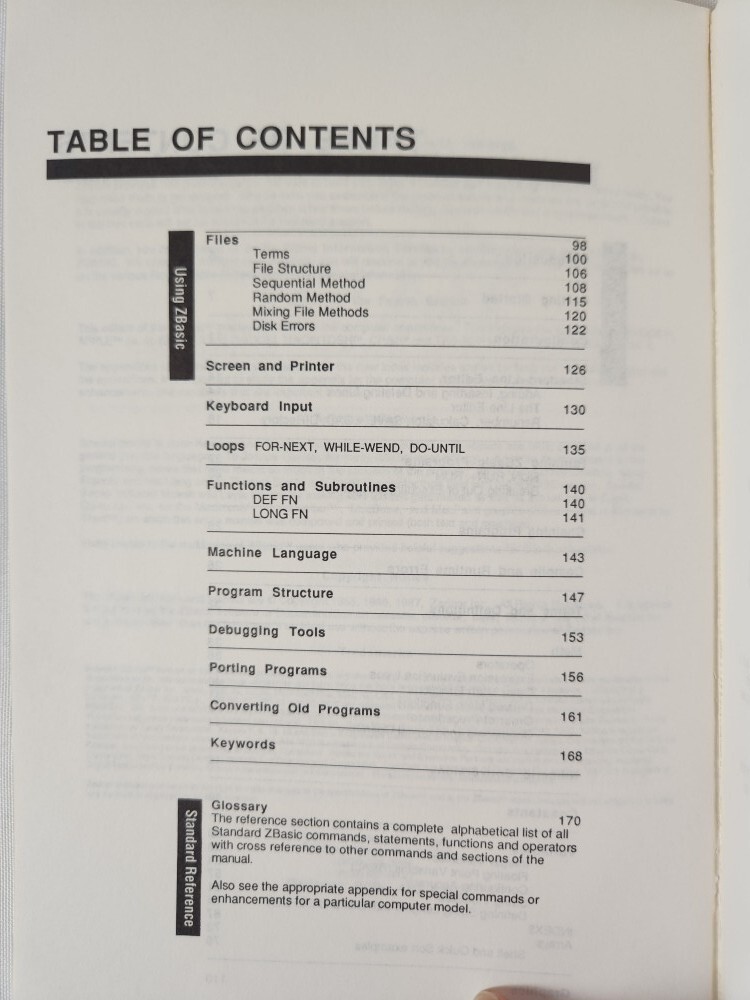 TABLE OF CONTENTS
Using ZBasic
Files 98
Terms 100
File Structure 106
Sequential Method 108
Random Method 115
Mixing File Methods 120
Disk Errors 122
Screen and Printer 126
Keyboard Input 130
Loops FOR-NEXT, WHILE-WEND, DO-UNTIL 135
Functions and Subroutines 140
DEF FN 140
LONG FN 141
Machine Language 143
Program Structure 147
Debugging Tools 153
Porting Programs 156
Converting Old Programs 161
Keywords 168
Standard Reference
Glossary 170
The reference section contains a complete alphabetical list of all
Standard ZBasic commands, statements, functions and operators
with cross reference to other commands and sections of the
manual.
Also see the appropriate appendix for special commands or
enhancements for a particular computer model.